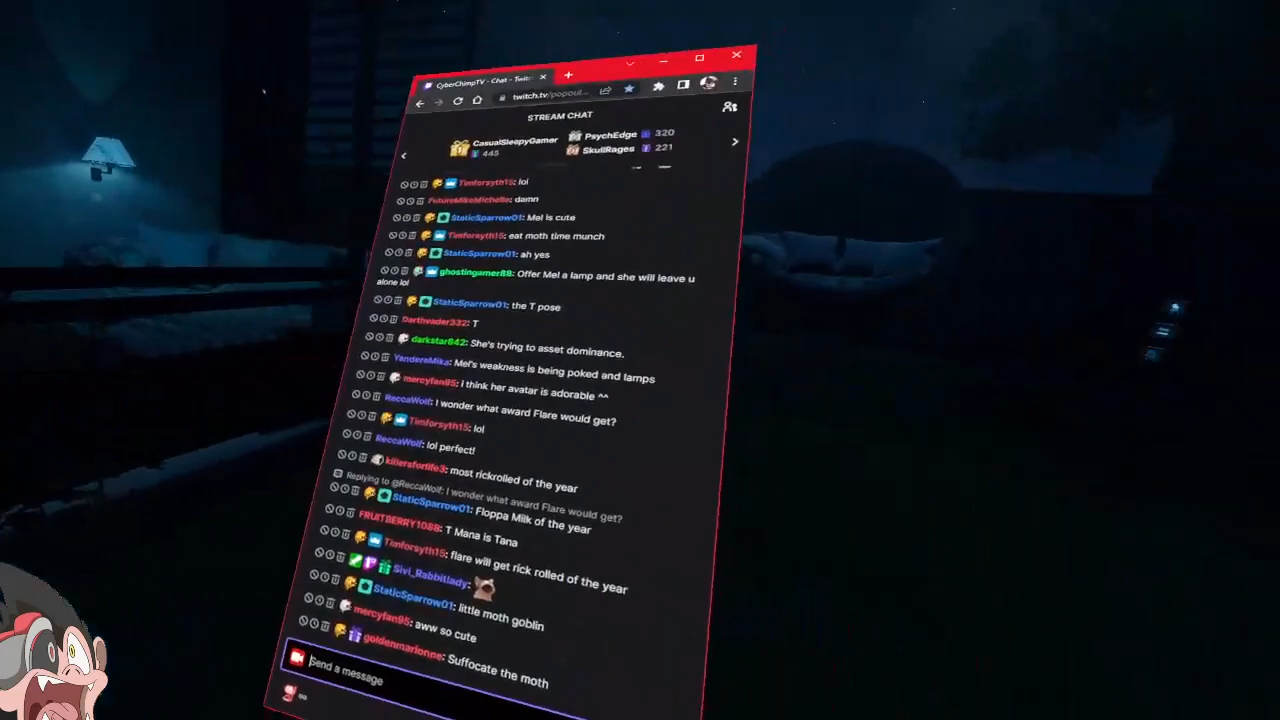 CyberChimpTV - Chat - Twitc
twitch.tv/popout...
STREAM CHAT
CasualSleepyGamer 445
PsychEdge 320
SkullRages 221
Timforsyth15: lol
FutureMikeMichelle: damn
StaticSparrow01: Mel is cute
Timforsyth15: eat moth time munch
StaticSparrow01: ah yes
ghostingamer88: Offer Mel a lamp and she will leave u
alone lol
StaticSparrow01: the T pose
Darthvader332: T
darkstar642: She's trying to asset dominance.
YandereMika: Mel's weakness is being poked and lamps
mercyfan95: i think her avatar is adorable ^^
ReccaWolf: I wonder what award Flare would get?
Timforsyth15: lol
ReccaWolf: lol perfect!
killersforlife3: most rickrolled of the year
Replying to @ReccaWolf: I wonder what award Flare would get?
StaticSparrow01: Floppa Milk of the year
FRUITBERRY1088: T Mana is Tana
Timforsyth15: flare will get rick rolled of the year
Sivi_Rabbitlady:
StaticSparrow01: little moth goblin
mercyfan95: aww so cute
goldenmarionne: Suffocate the moth
Send a message